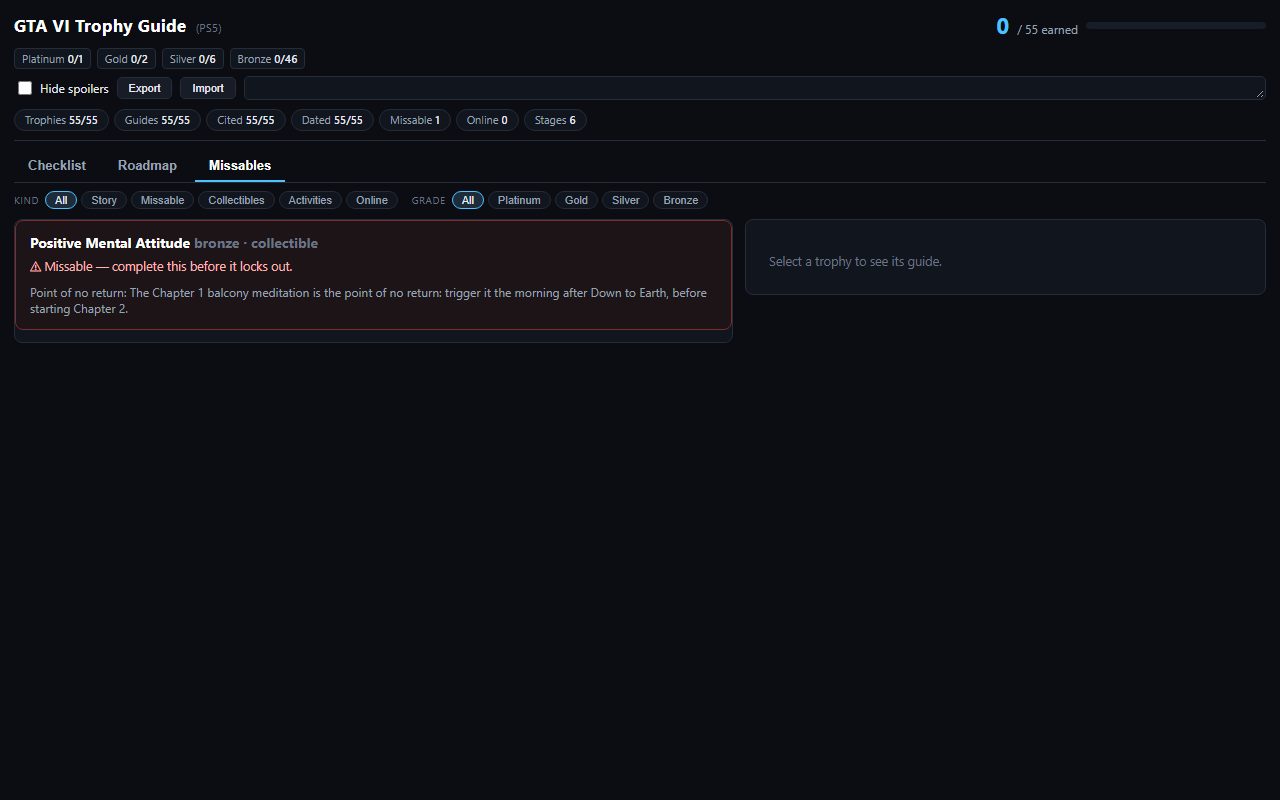 GTA VI Trophy Guide (PS5)
0 / 55 earned
Platinum 0/1 Gold 0/2 Silver 0/6 Bronze 0/46
Hide spoilers Export Import
Trophies 55/55 Guides 55/55 Cited 55/55 Dated 55/55 Missable 1 Online 0 Stages 6
Checklist Roadmap Missables
KIND All Story Missable Collectibles Activities Online GRADE All Platinum Gold Silver Bronze
Positive Mental Attitude bronze · collectible
⚠ Missable — complete this before it locks out.
Point of no return: The Chapter 1 balcony meditation is the point of no return: trigger it the morning after Down to Earth, before
starting Chapter 2.
Select a trophy to see its guide.